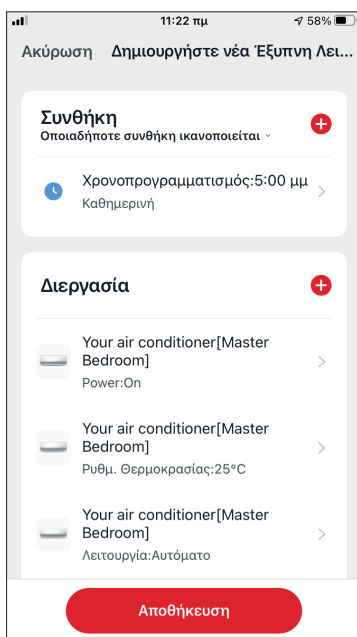 11:22 πμ
58%
Ακύρωση Δημιουργήστε νέα Έξυπνη Λει...
Συνθήκη
Οποιαδήποτε συνθήκη ικανοποιείται
Χρονοπρογραμματισμός:5:00 μμ
Καθημερινή
Διεργασία
Your air conditioner[Master
Bedroom]
Power:On
Your air conditioner[Master
Bedroom]
Ρυθμ. Θερμοκρασίας:25°C
Your air conditioner[Master
Bedroom]
Λειτουργία:Αυτόματο
Αποθήκευση